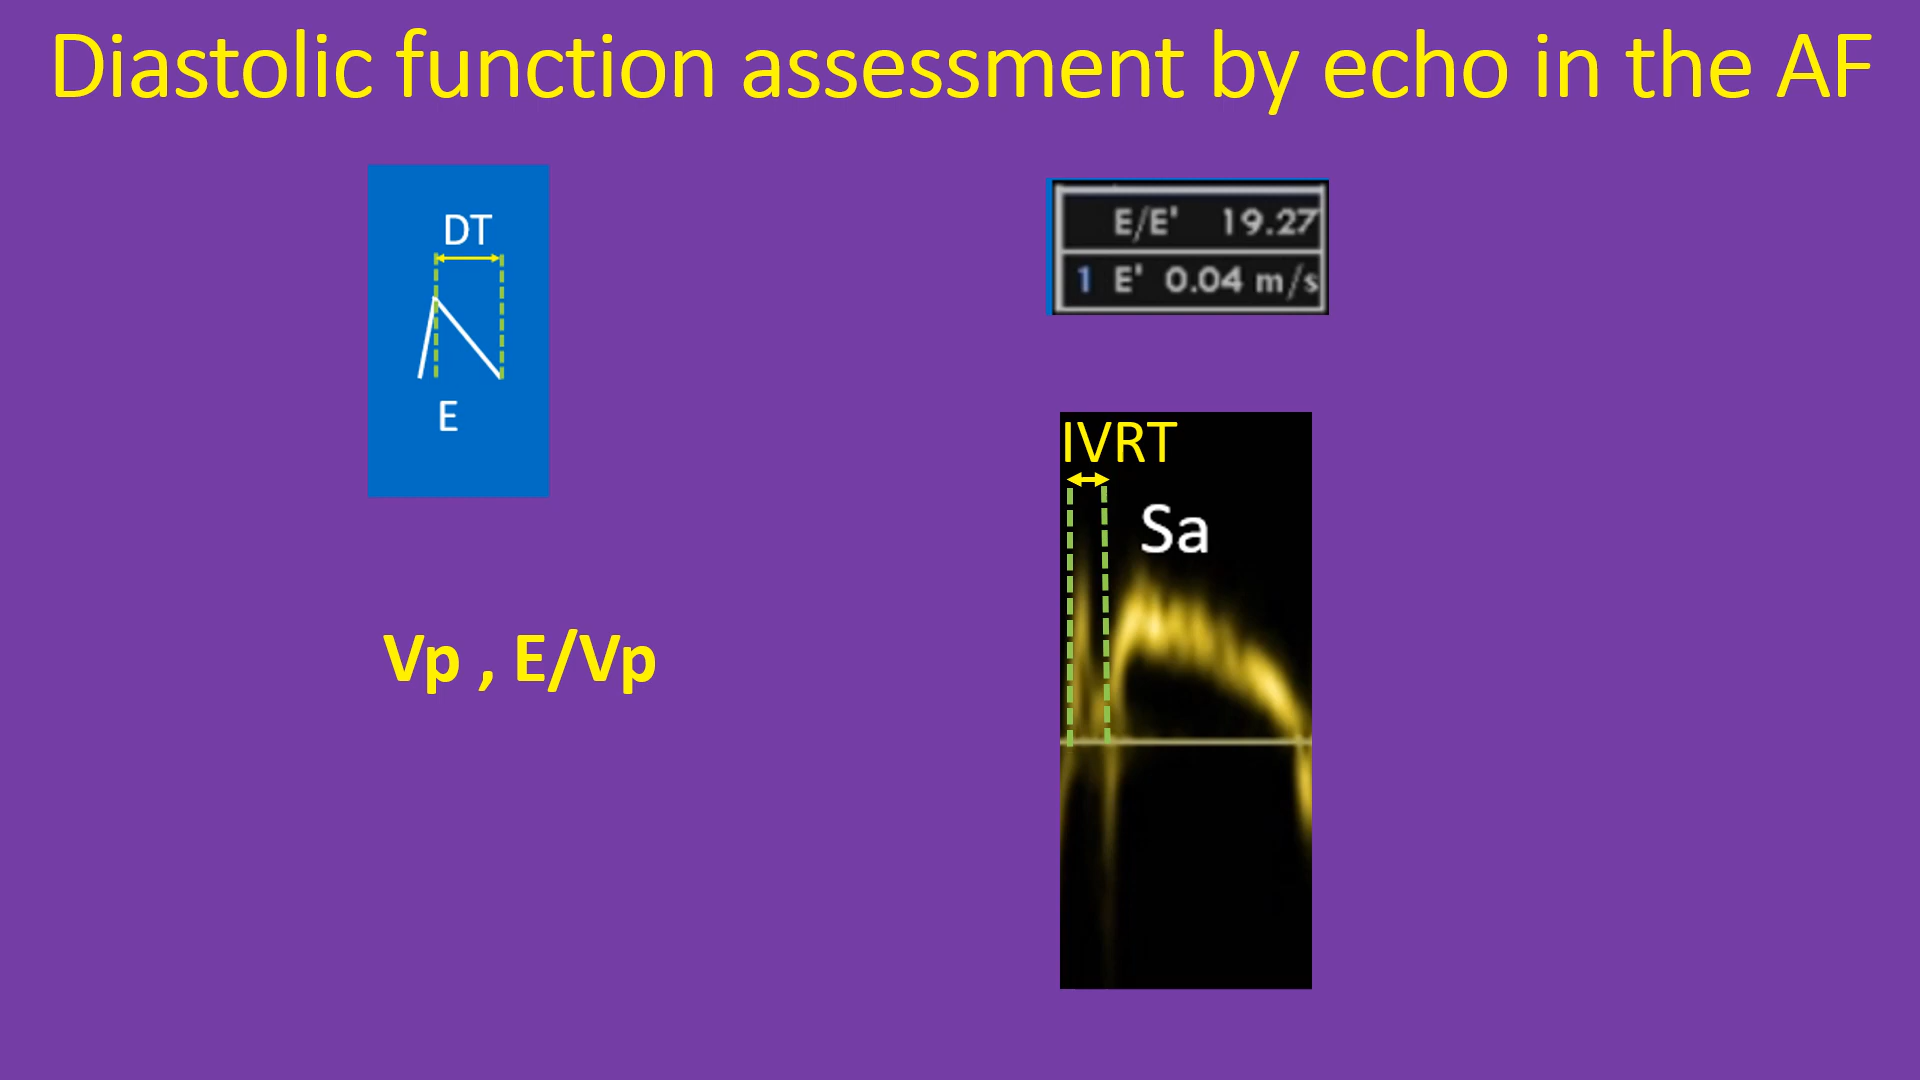 Diastolic function assessment by echo in the AF
DT
E
E/E' 19.27
1 E' 0.04 m/s
IVRT
Sa
Vp , E/Vp